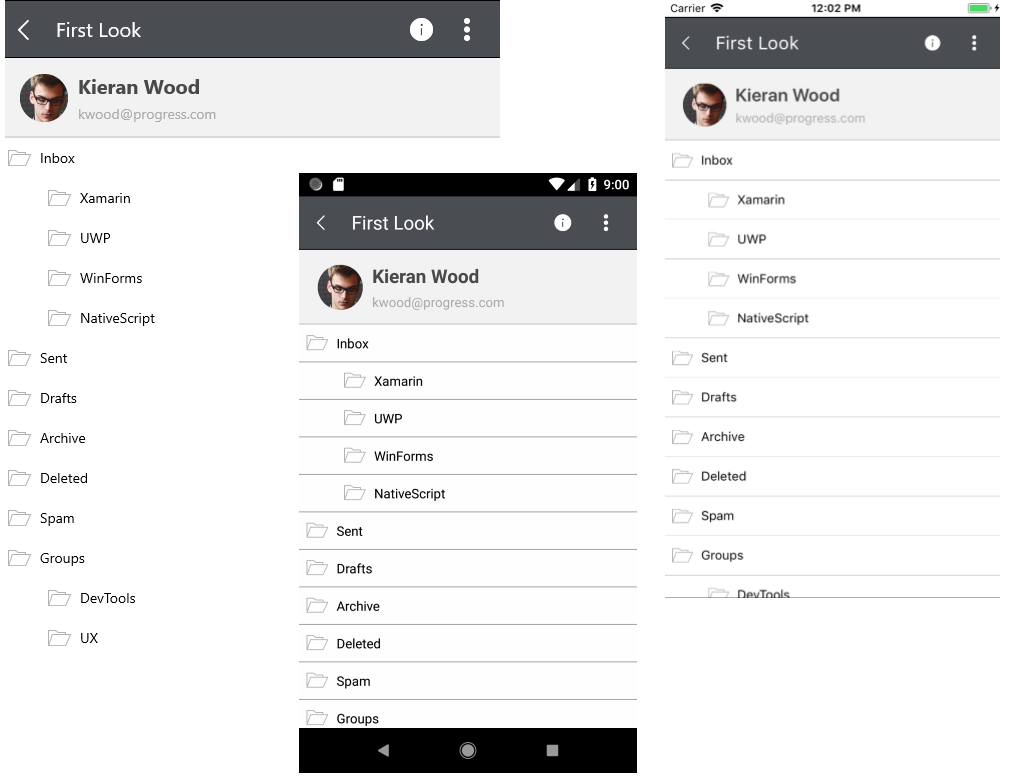 First Look
Kieran Wood
kwood@progress.com
Inbox
Xamarin
UWP
WinForms
NativeScript
Sent
Drafts
Archive
Deleted
Spam
Groups
DevTools
UX
9:00
First Look
Kieran Wood
kwood@progress.com
Inbox
Xamarin
UWP
WinForms
NativeScript
Sent
Drafts
Archive
Deleted
Spam
Groups
Carrier 12:02 PM
First Look
Kieran Wood
kwood@progress.com
Inbox
Xamarin
UWP
WinForms
NativeScript
Sent
Drafts
Archive
Deleted
Spam
Groups
DevTools